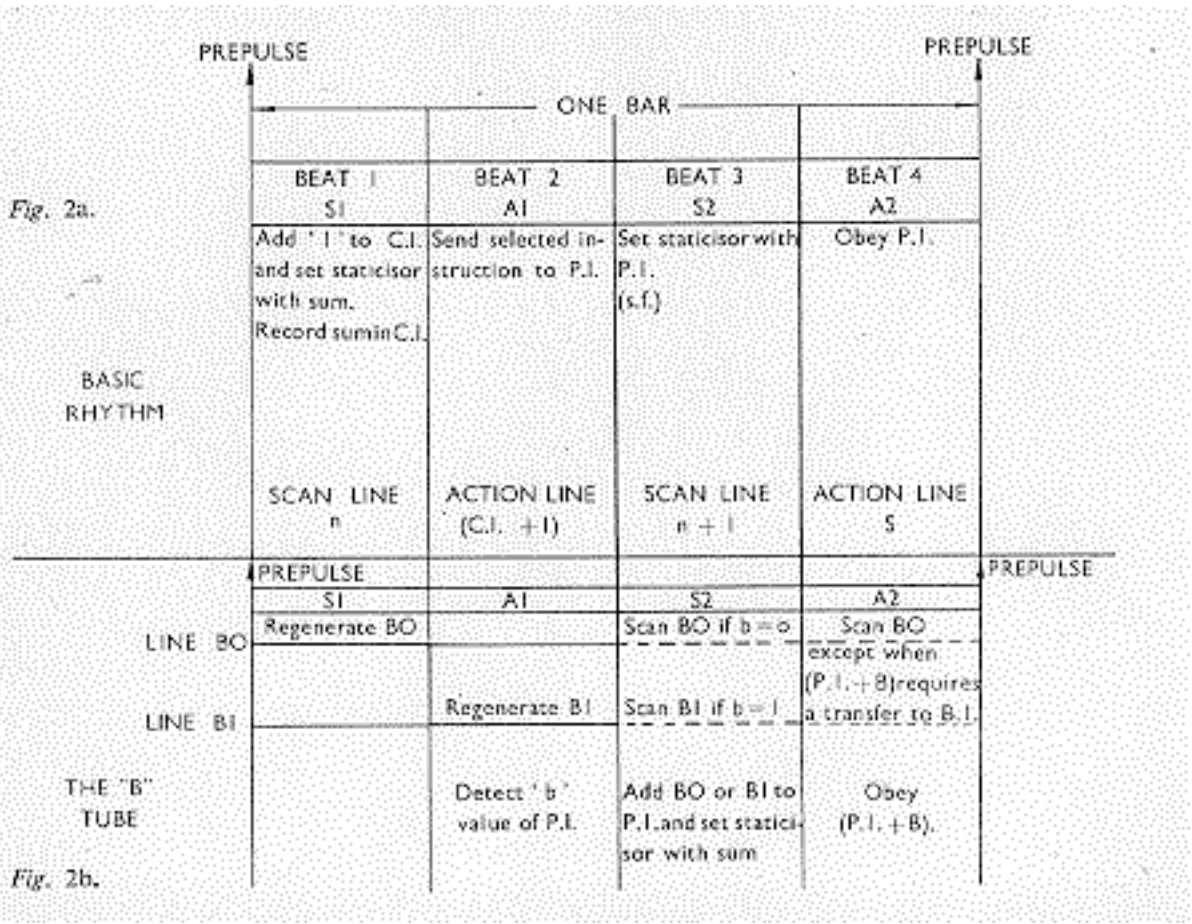 PREPULSE PREPULSE
ONE BAR
BEAT 1 BEAT 2 BEAT 3 BEAT 4
Fig. 2a.
S1 A1 S2 A2
Add '1' to C.I.
and set staticisor
with sum.
Record sum in C.I.
Send selected in-
struction to P.I.
Set staticisor with
P.I.
(s.f.)
Obey P.I.
BASIC
RHYTHM
SCAN LINE
n
ACTION LINE
(C.I. +1)
SCAN LINE
n + 1
ACTION LINE
S
PREPULSE PREPULSE
S1 A1 S2 A2
LINE BO
Regenerate BO
Scan BO if b = o
Scan BO
except when
(P.I. + B) requires
a transfer to B.1.
LINE B1
Regenerate B1
Scan B1 if b = 1
THE "B"
TUBE
Detect 'b'
value of P.I.
Add BO or B1 to
P.I. and set statici-
sor with sum
Obey
(P.I. + B).
Fig. 2b.